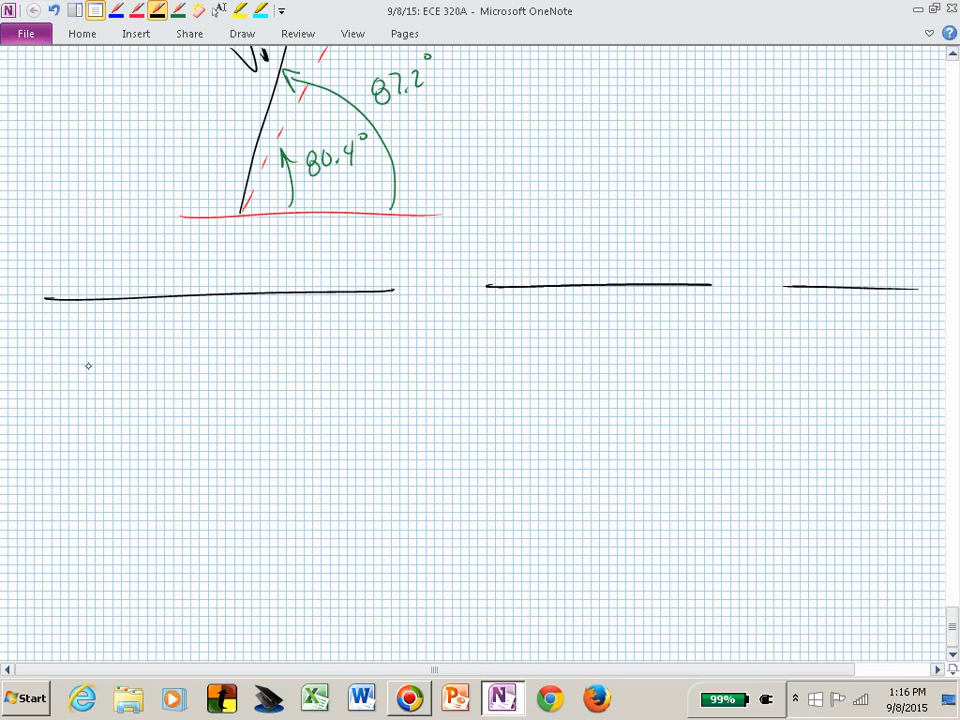 9/8/15: ECE 320A - Microsoft OneNote
File Home Insert Share Draw Review View Pages
87.2°
80.4°
Start
99%
1:16 PM
9/8/2015